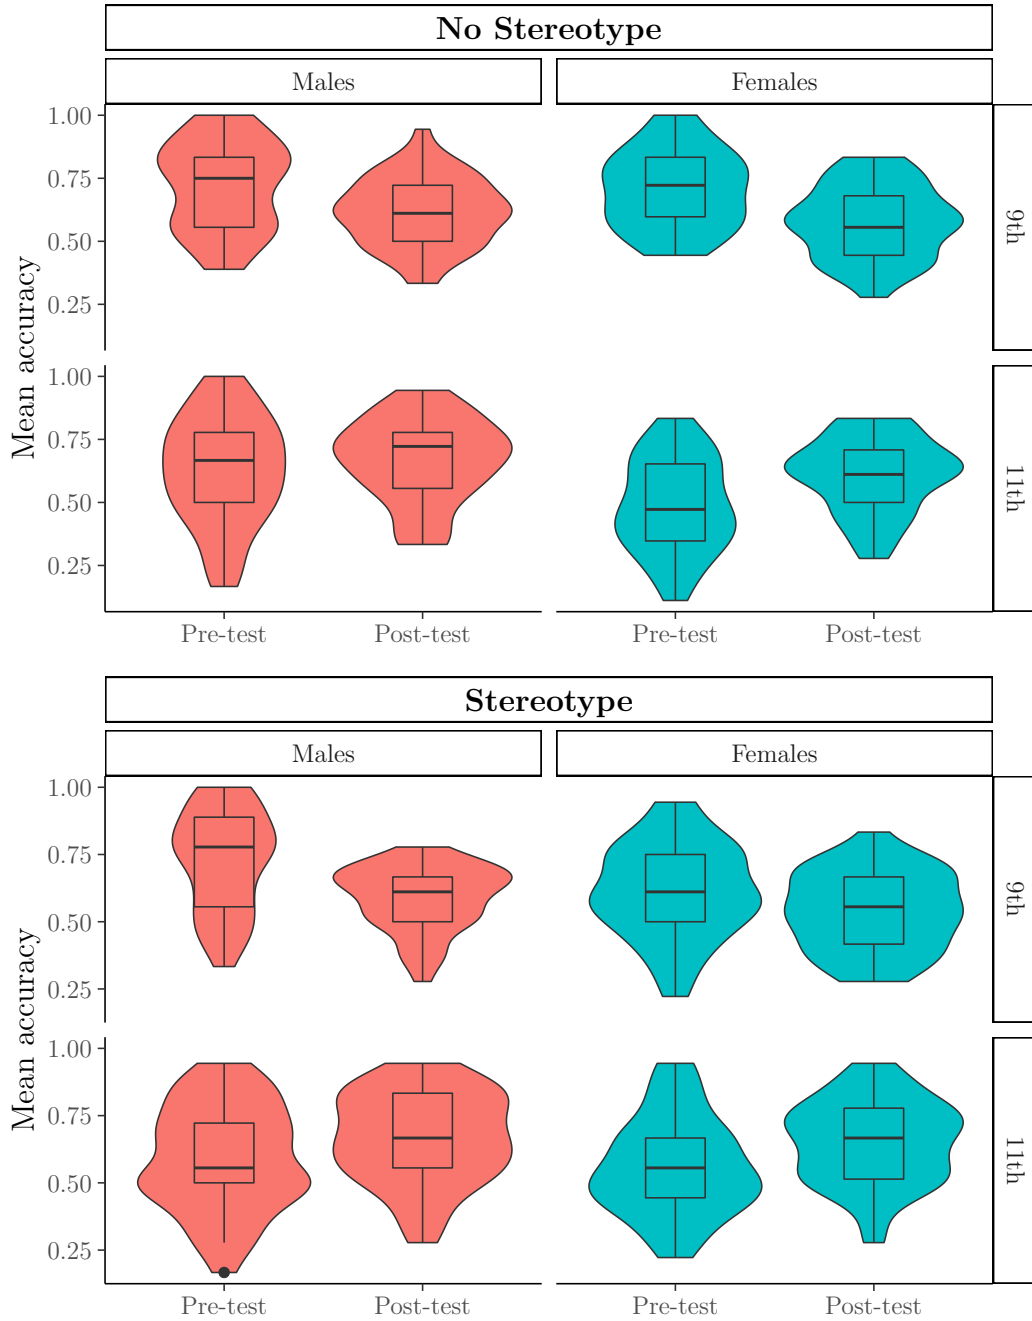 No Stereotype
Males Females
1.00
0.75
0.50
0.25
9th
Mean accuracy
1.00
0.75
0.50
0.25
11th
Pre-test Post-test Pre-test Post-test
Stereotype
Males Females
1.00
0.75
0.50
0.25
9th
Mean accuracy
1.00
0.75
0.50
0.25
11th
Pre-test Post-test Pre-test Post-test